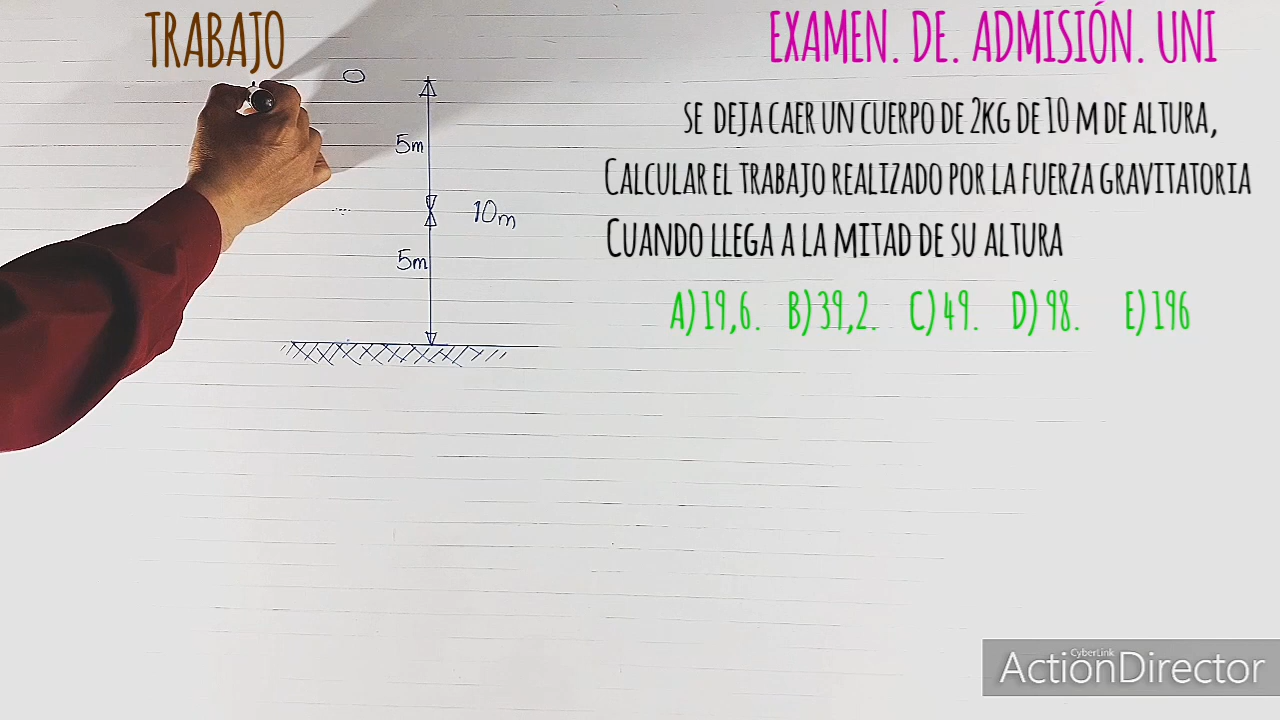 TRABAJO
EXAMEN. DE. ADMISIÓN. UNI
SE DEJA CAER UN CUERPO DE 2KG DE 10 M DE ALTURA,
CALCULAR EL TRABAJO REALIZADO POR LA FUERZA GRAVITATORIA
CUANDO LLEGA A LA MITAD DE SU ALTURA
A) 19,6. B) 39,2. C) 49. D) 98. E) 196
5m
10m
5m
CyberLink
ActionDirector